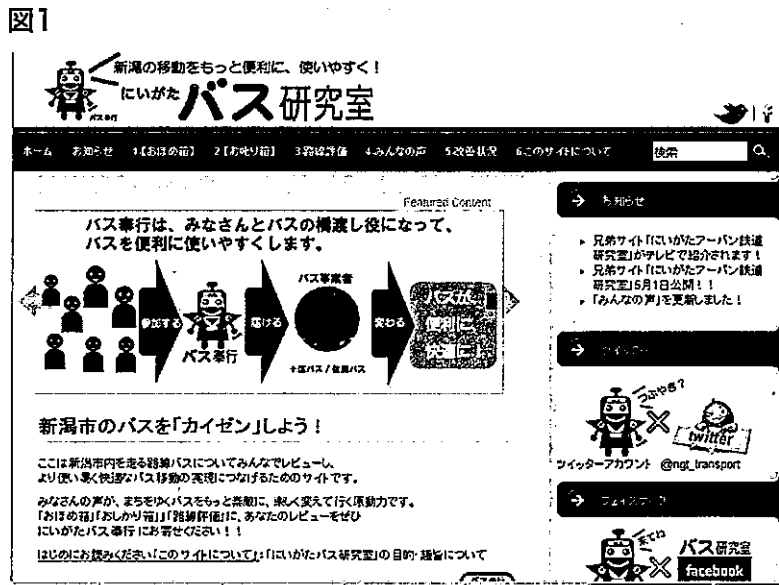 図1
新潟の移動をもっと便利に、使いやすく！
にいがた バス研究室
バス奉行
ホーム お知らせ 1.【おほめ箱】 2【お叱り箱】 3.路線評価 4.みんなの声 5.改善状況 6.このサイトについて 検索
Featured Content
バス奉行は、みなさんとバスの橋渡し役になって、
バスを便利に使いやすくします。
バス事業者
参加する
届ける
変わる
バスが
便利に
バス奉行
お知らせ
兄弟サイト「にいがたアーバン鉄道
研究室」がテレビで紹介されます！
兄弟サイト「にいがたアーバン鉄道
研究室」5月1日公開！！
「みんなの声」を更新しました！
ツイッター
つぶやき？
twitter
ツイッターアカウント @ngt_transport
フェイスブック
バス研究室
facebook
新潟市のバスを「カイゼン」しよう！
ここは新潟市内を走る路線バスについてみんなでレビューし、
より使い易く快適なバス移動の実現につなげるためのサイトです。
みなさんの声が、まちをゆくバスをもっと素敵に、楽しく変えて行く原動力です。
「おほめ箱」「おしかり箱」「路線評価」に、あなたのレビューをぜひ
にいがたバス奉行にお寄せください！！
はじめにお読みください「このサイトについて」：「にいがたバス研究室」の目的・趣旨について